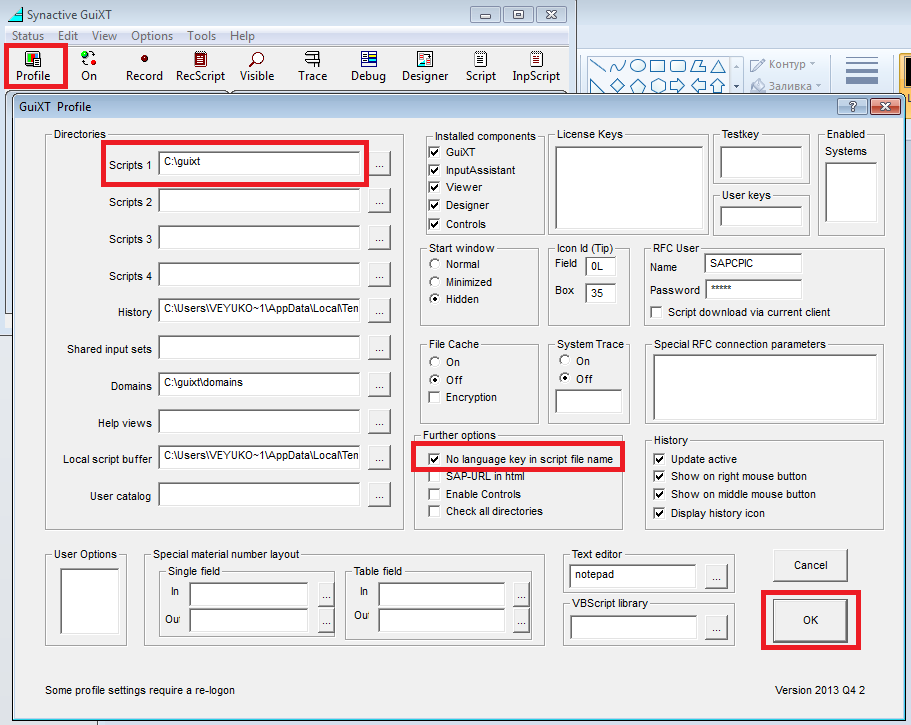 Synactive GuiXT
Status Edit View Options Tools Help
Profile On Record RecScript Visible Trace Debug Designer Script InpScript
Контур
Заливка
GuiXT Profile
Directories
Scripts 1 C:\guixt ...
Scripts 2 ...
Scripts 3 ...
Scripts 4 ...
History C:\Users\VEYUKO~1\AppData\Local\Ten ...
Shared input sets ...
Domains C:\guixt\domains ...
Help views ...
Local script buffer C:\Users\VEYUKO~1\AppData\Local\Ten ...
User catalog ...
Installed components
GuiXT
InputAssistant
Viewer
Designer
Controls
License Keys
Testkey
User keys
Enabled
Systems
Start window
Normal
Minimized
Hidden
Icon Id (Tip)
Field 0L
Box 35
RFC User
Name SAPCPIC
Password *****
Script download via current client
File Cache
On
Off
Encryption
System Trace
On
Off
Special RFC connection parameters
Further options
No language key in script file name
SAP-URL in html
Enable Controls
Check all directories
History
Update active
Show on right mouse button
Show on middle mouse button
Display history icon
User Options
Special material number layout
Single field
In ...
Out ...
Table field
In ...
Out ...
Text editor
notepad ...
VBScript library
...
Cancel
OK
Some profile settings require a re-logon
Version 2013 Q4 2